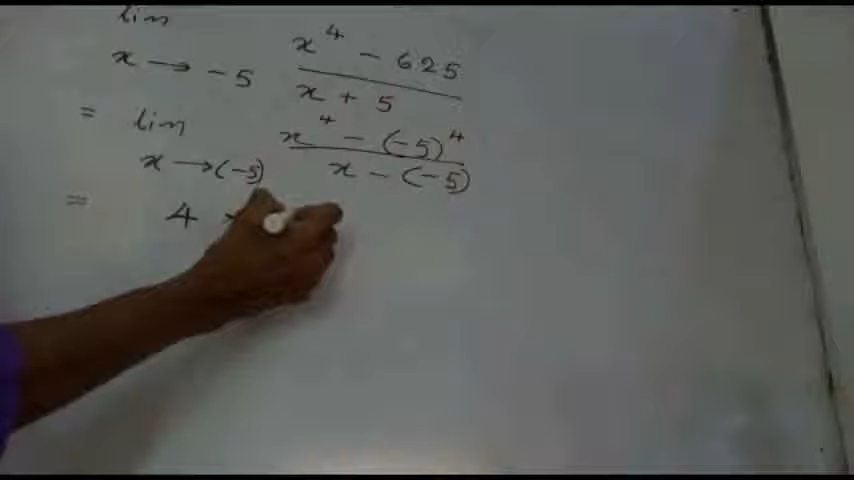 lim
x → -5 x⁴ - 625
x + 5
= lim x⁴ - (-5)⁴
x → (-5) x - (-5)
= 4